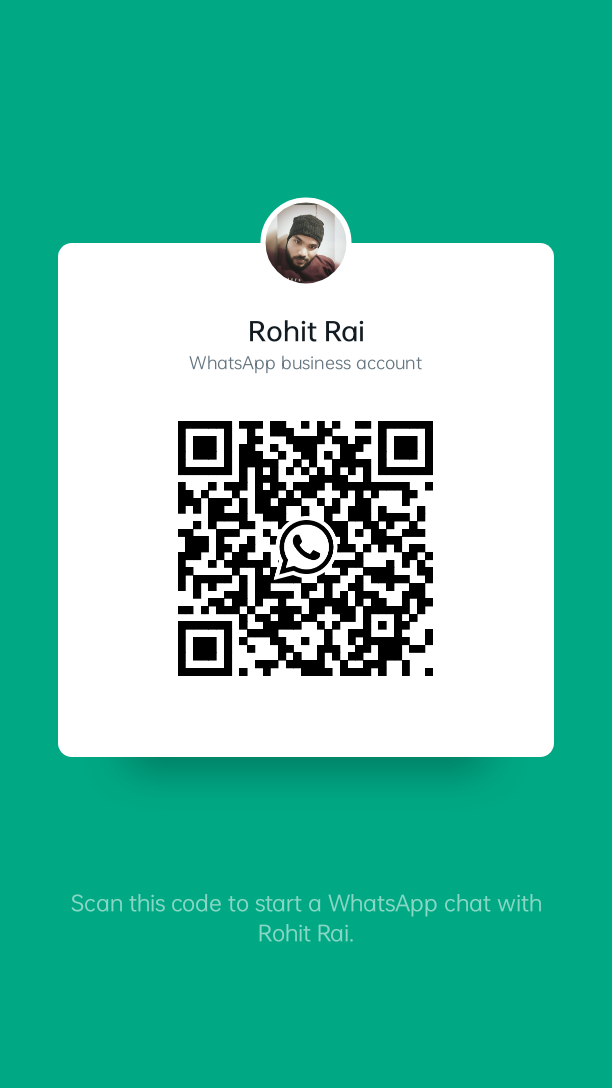 Rohit Rai
WhatsApp business account
Scan this code to start a WhatsApp chat with
Rohit Rai.